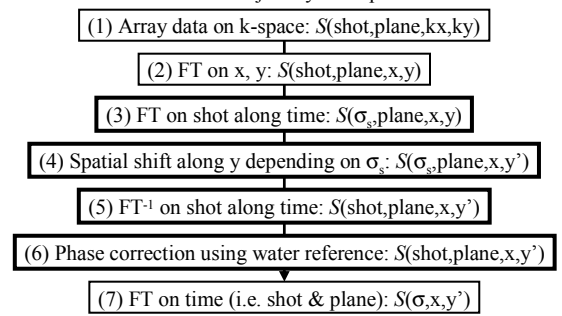 (1) Array data on k-space: S(shot,plane,kx,ky)
(2) FT on x, y: S(shot,plane,x,y)
(3) FT on shot along time: S(σs,plane,x,y)
(4) Spatial shift along y depending on σs: S(σs,plane,x,y’)
(5) FT-1 on shot along time: S(shot,plane,x,y’)
(6) Phase correction using water reference: S(shot,plane,x,y’)
(7) FT on time (i.e. shot & plane): S(σ,x,y’)